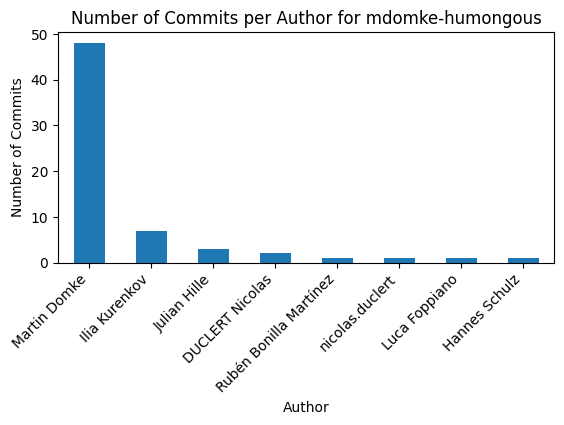 Number of Commits per Author for mdomke-humongous
Number of Commits
50
40
30
20
10
0
Martin Domke
Ilia Kurenkov
Julian Hille
DUCLERT Nicolas
Rubén Bonilla Martínez
nicolas.duclert
Luca Foppiano
Hannes Schulz
Author